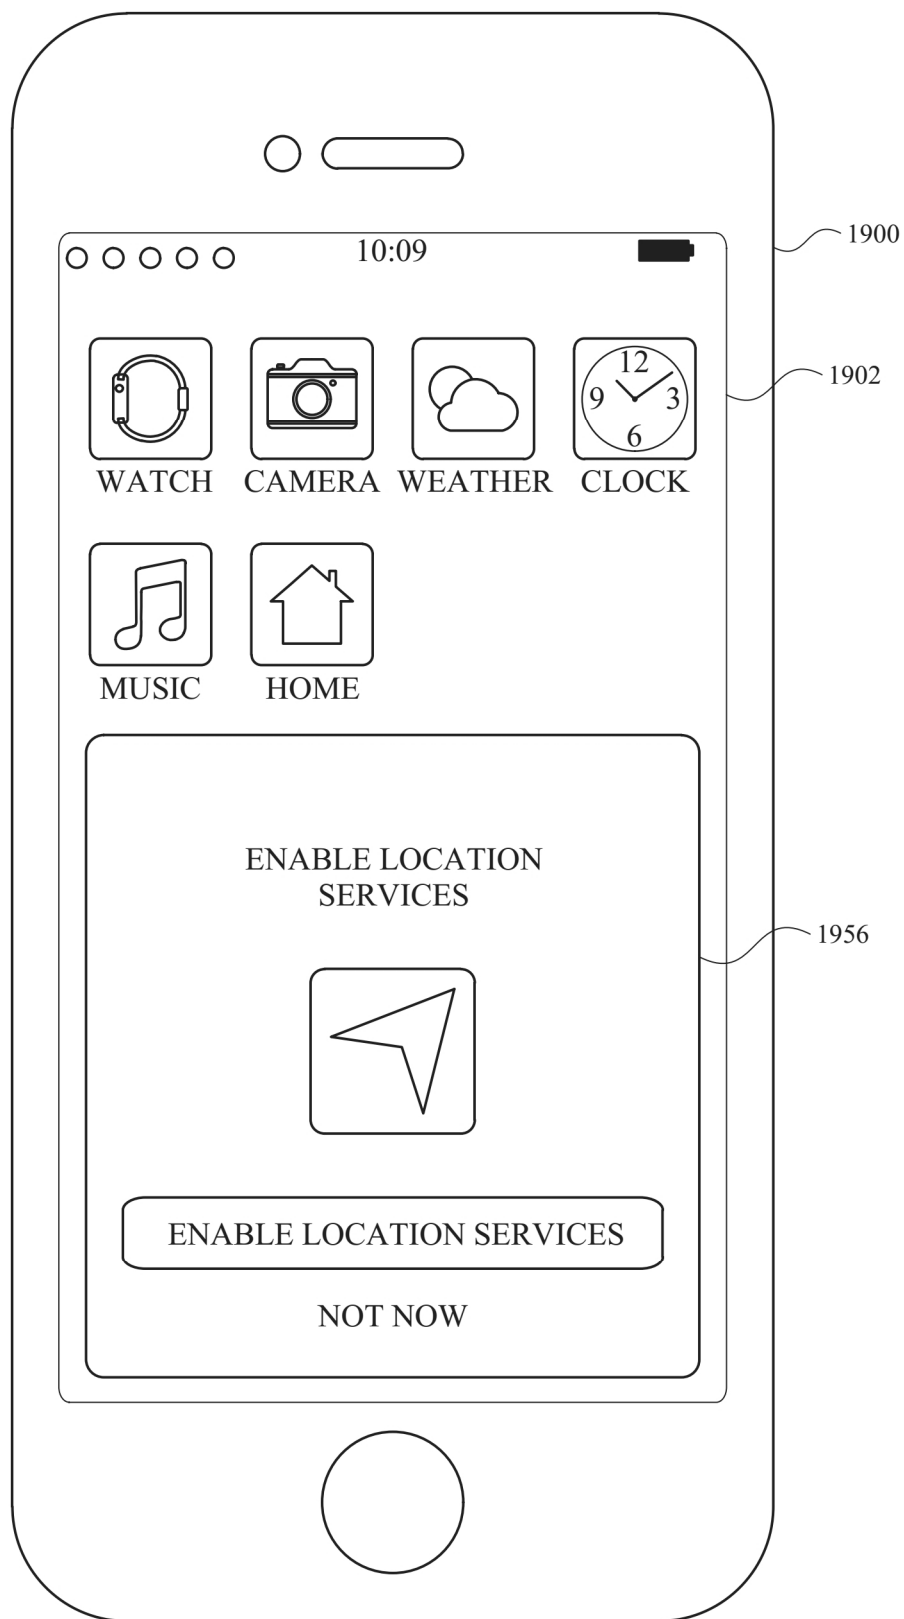 10:09
1900
12
9
3
6
1902
WATCH
CAMERA
WEATHER
CLOCK
MUSIC
HOME
ENABLE LOCATION
SERVICES
1956
ENABLE LOCATION SERVICES
NOT NOW